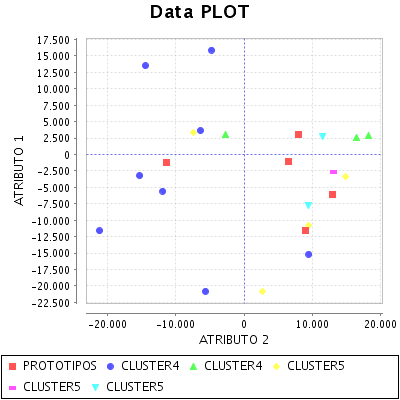 Data PLOT
17.500
15.000
12.500
10.000
7.500
5.000
2.500
0
-2.500
-5.000
-7.500
-10.000
-12.500
-15.000
-17.500
-20.000
-22.500
ATRIBUTO 1
-20.000 -10.000 0 10.000 20.000
ATRIBUTO 2
PROTOTIPOS CLUSTER4 CLUSTER4 CLUSTER5
CLUSTER5 CLUSTER5